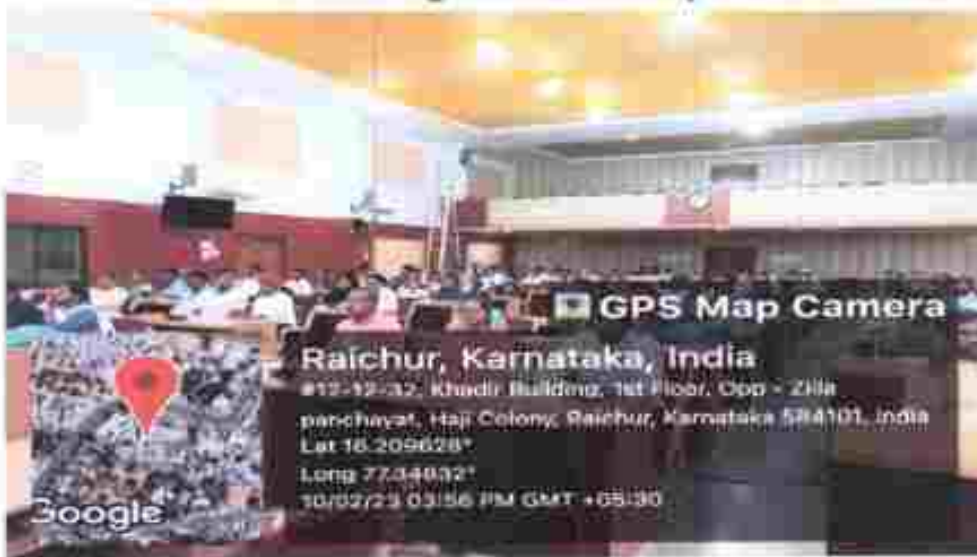 GPS Map Camera
Raichur, Karnataka, India
#12-12-32, Khadir Building, 1st Floor, Opp - Zilla
panchayat, Haji Colony, Raichur, Karnataka 584101, India
Lat 16.209628°
Long 77.34832°
10/02/23 03:56 PM GMT +05:30
Google